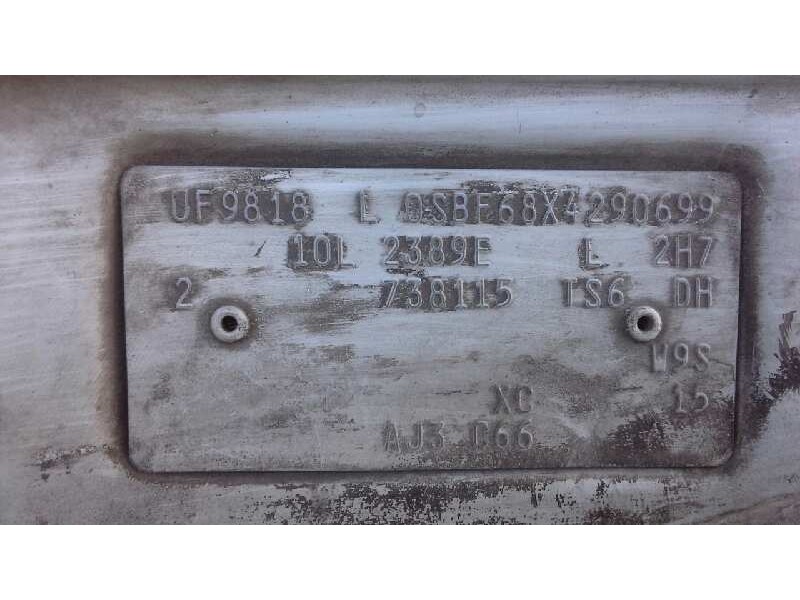 UF9818 L 0SBF68X4290699
10L 2389E L 2H7
2 738115 TS6 DH
W9S
XC 15
AJ3 C66